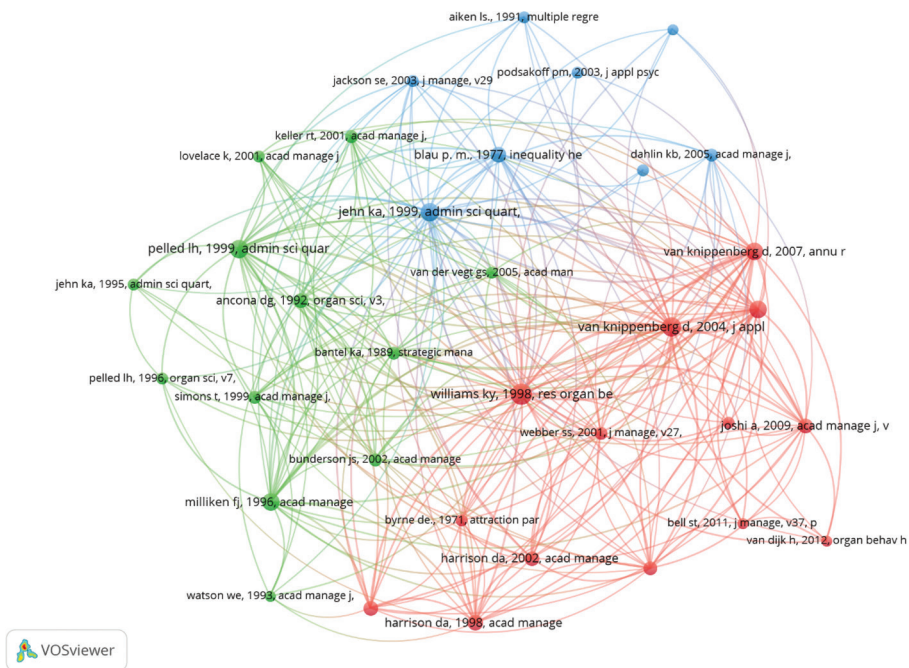 aiken ls., 1991, multiple regre
podsakoff pm, 2003, j appl psyc
jackson se, 2003, j manage, v29
keller rt, 2001, acad manage j,
lovelace k, 2001, acad manage j
blau p. m., 1977, inequality he
dahlin kb, 2005, acad manage j,
jehn ka, 1999, admin sci quart,
pelled lh, 1999, admin sci quar
van knippenberg d, 2007, annu r
van der vegt gs, 2005, acad man
jehn ka, 1995, admin sci quart,
ancona dg, 1992, organ sci, v3,
van knippenberg d, 2004, j appl
bantel ka, 1989, strategic mana
pelled lh, 1996, organ sci, v7,
simons t, 1999, acad manage j,
williams ky, 1998, res organ be
webber ss, 2001, j manage, v27,
joshi a, 2009, acad manage j, v
bunderson js, 2002, acad manage
milliken fj, 1996, acad manage
byrne de., 1971, attraction par
bell st, 2011, j manage, v37, p
van dijk h, 2012, organ behav h
harrison da, 2002, acad manage
watson we, 1993, acad manage j,
harrison da, 1998, acad manage
VOSviewer